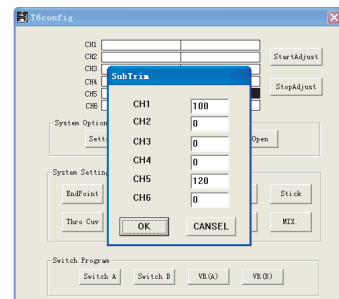 T6config
CH1
CH2
CH3
CH4
CH5
CH6
StartAdjust
StopAdjust
SubTrim
CH1 100
CH2 0
CH3 0
CH4 0
CH5 120
CH6 0
OK CANSEL
System Option
Open
System Setting
EndPoint Stick
Thro Cuv MIX.
Switch Program
Switch A Switch B VR(A) VR(B)